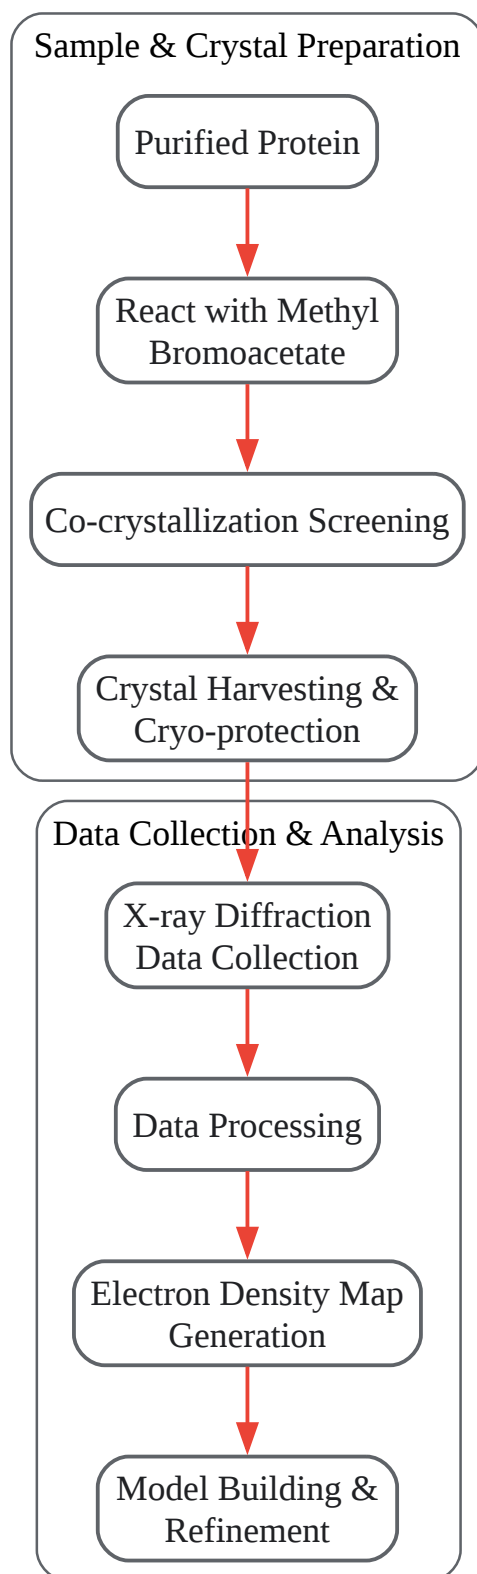 Sample & Crystal Preparation
Purified Protein
React with Methyl
Bromoacetate
Co-crystallization Screening
Crystal Harvesting &
Cryo-protection
Data Collection & Analysis
X-ray Diffraction
Data Collection
Data Processing
Electron Density Map
Generation
Model Building &
Refinement